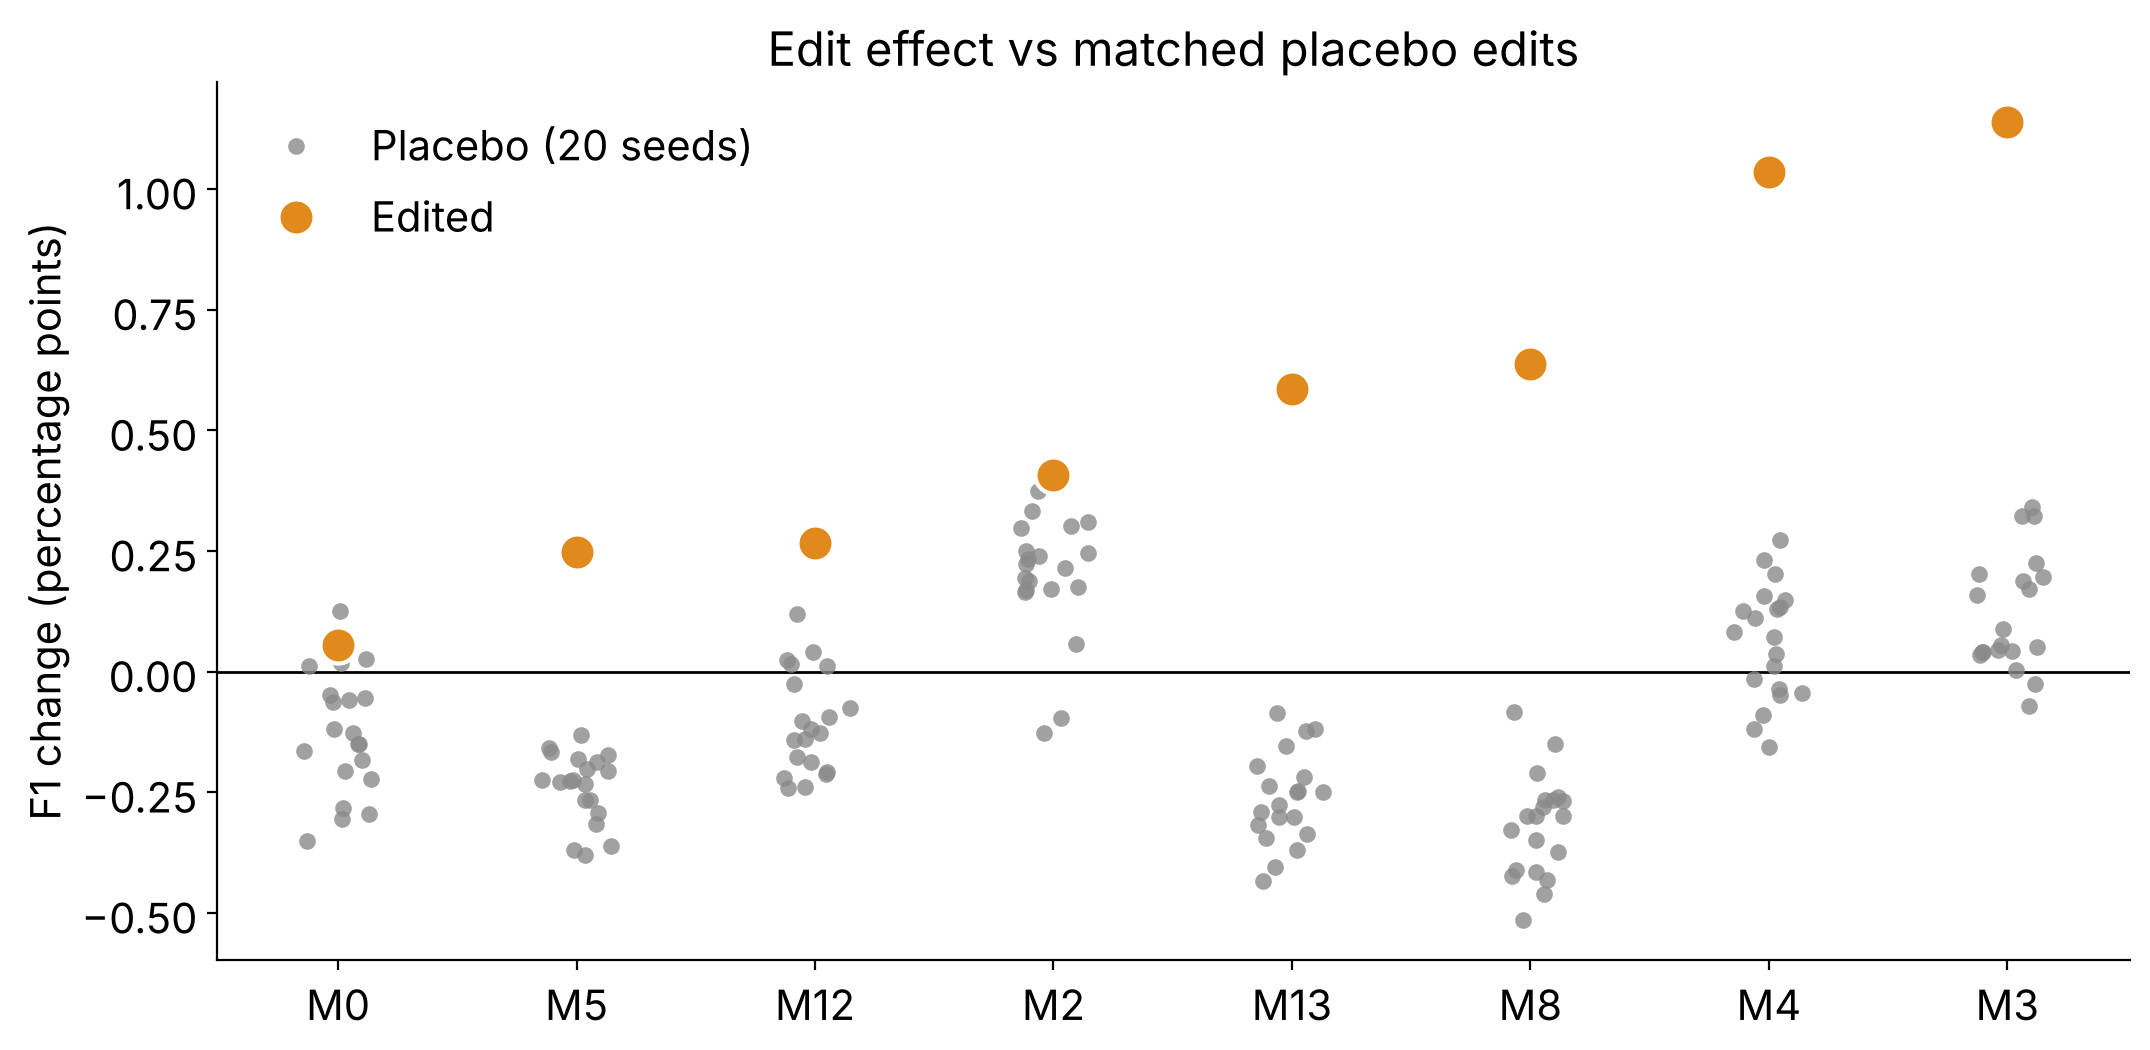 Edit effect vs matched placebo edits
Placebo (20 seeds)
Edited
F1 change (percentage points)
1.00
0.75
0.50
0.25
0.00
−0.25
−0.50
M0
M5
M12
M2
M13
M8
M4
M3